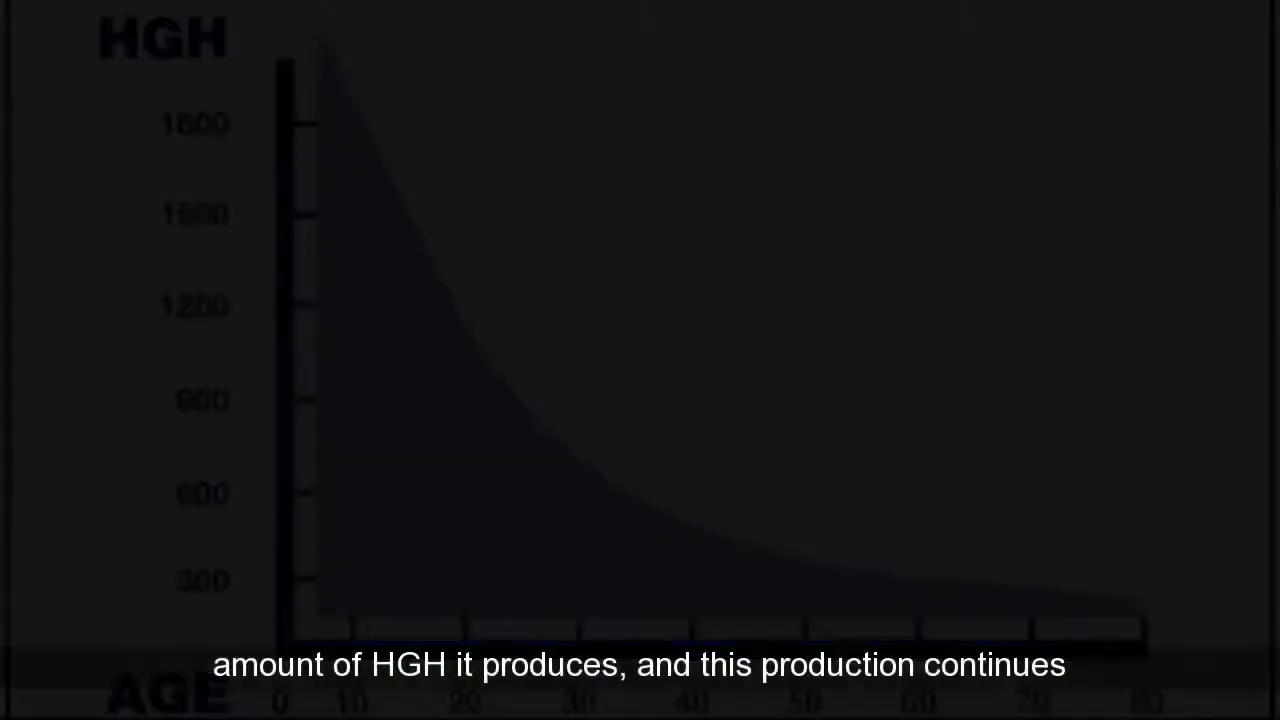 HGH
1800
1500
1200
900
600
300
amount of HGH it produces, and this production continues
AGE 0 10 20 30 40 50 60 70 80